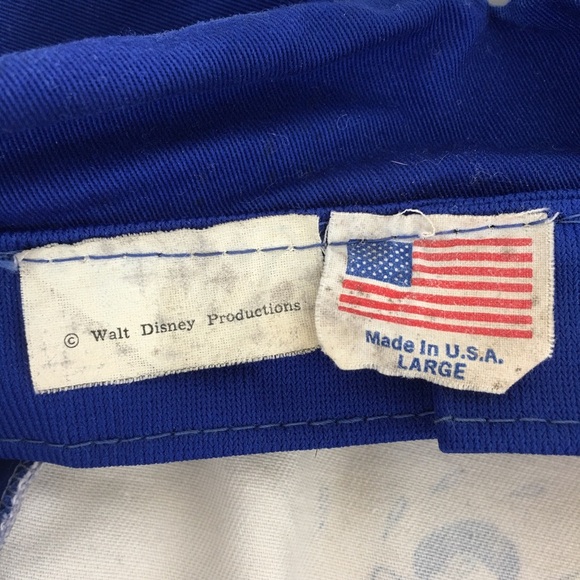 © Walt Disney Productions
Made In U.S.A.
LARGE